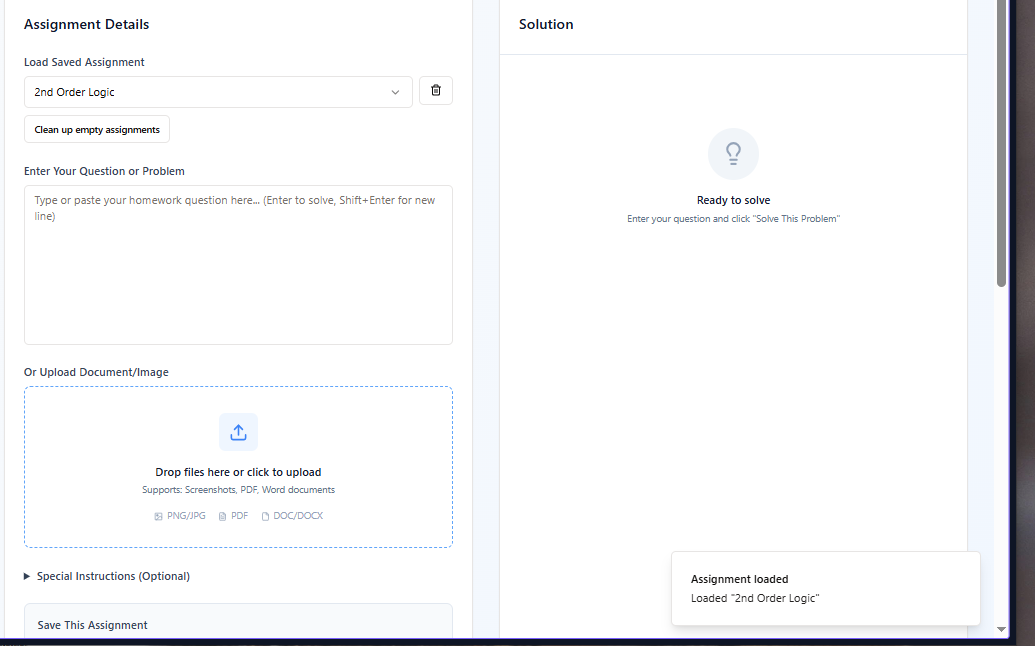 Assignment Details
Load Saved Assignment
2nd Order Logic
Clean up empty assignments
Enter Your Question or Problem
Type or paste your homework question here... (Enter to solve, Shift+Enter for new
line)
Or Upload Document/Image
Drop files here or click to upload
Supports: Screenshots, PDF, Word documents
PNG/JPG PDF DOC/DOCX
Special Instructions (Optional)
Save This Assignment
Solution
Ready to solve
Enter your question and click "Solve This Problem"
Assignment loaded
Loaded "2nd Order Logic"